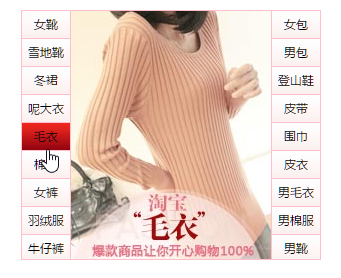 女靴
雪地靴
冬裙
呢大衣
毛衣
棉
女裤
羽绒服
牛仔裤
淘宝
“毛衣”
爆款商品让你开心购物100%
女包
男包
登山鞋
皮带
围巾
皮衣
男毛衣
男棉服
男靴